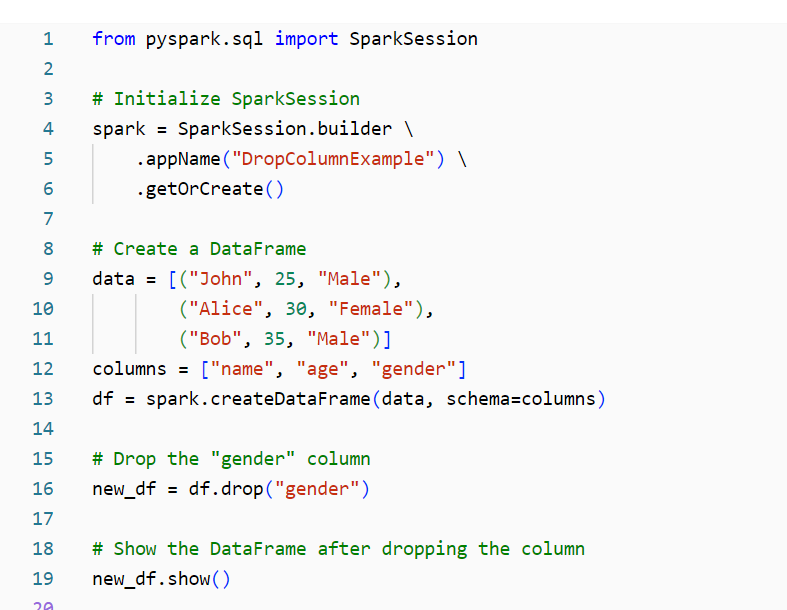 1 from pyspark.sql import SparkSession
2
3 # Initialize SparkSession
4 spark = SparkSession.builder \
5     .appName("DropColumnExample") \
6     .getOrCreate()
7
8 # Create a DataFrame
9 data = [("John", 25, "Male"),
10         ("Alice", 30, "Female"),
11         ("Bob", 35, "Male")]
12 columns = ["name", "age", "gender"]
13 df = spark.createDataFrame(data, schema=columns)
14
15 # Drop the "gender" column
16 new_df = df.drop("gender")
17
18 # Show the DataFrame after dropping the column
19 new_df.show()
20